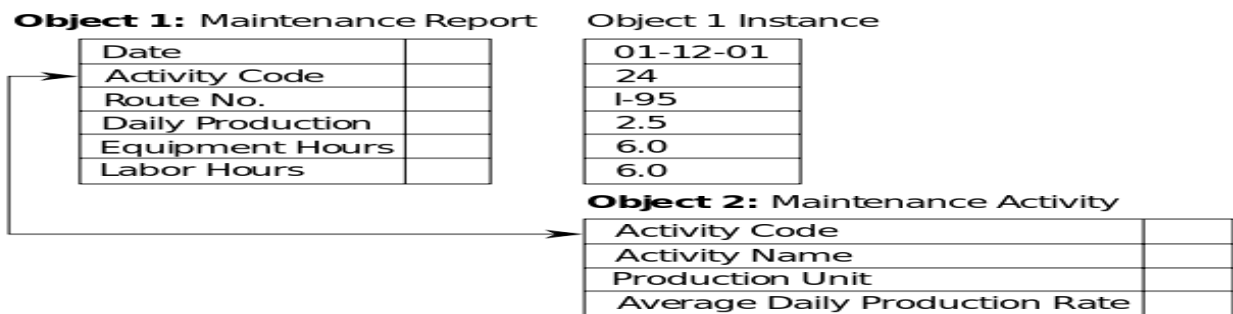 Object 1: Maintenance Report
Object 1 Instance
Date
01-12-01
Activity Code
24
Route No.
I-95
Daily Production
2.5
Equipment Hours
6.0
Labor Hours
6.0
Object 2: Maintenance Activity
Activity Code
Activity Name
Production Unit
Average Daily Production Rate